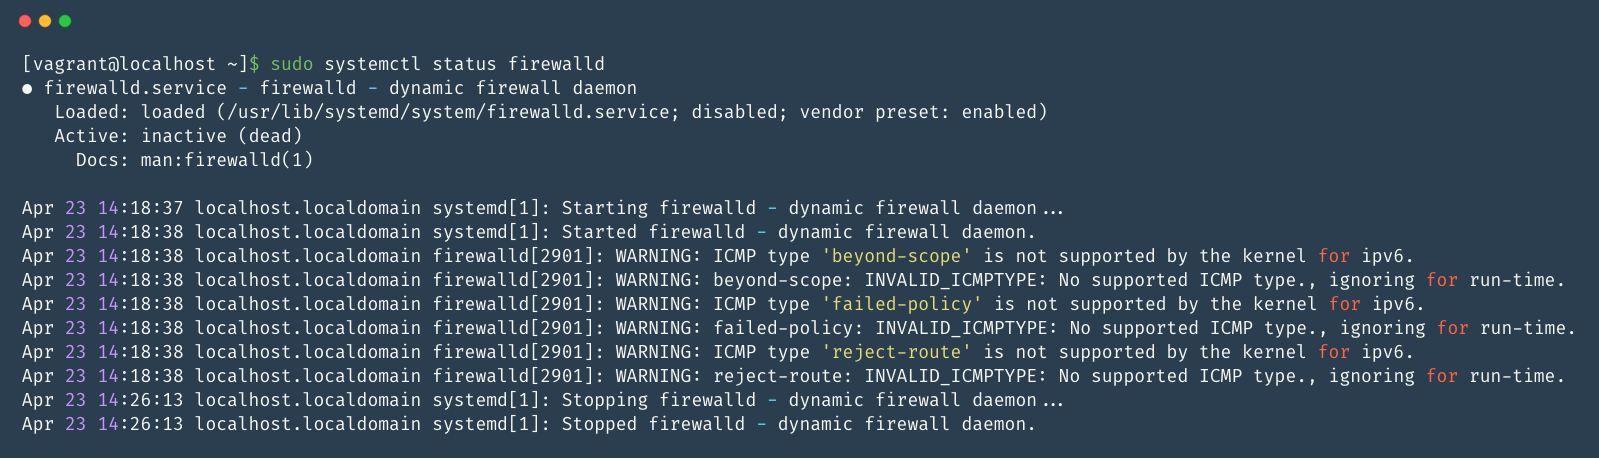 [vagrant@localhost ~]$ sudo systemctl status firewalld
● firewalld.service - firewalld - dynamic firewall daemon
   Loaded: loaded (/usr/lib/systemd/system/firewalld.service; disabled; vendor preset: enabled)
   Active: inactive (dead)
     Docs: man:firewalld(1)

Apr 23 14:18:37 localhost.localdomain systemd[1]: Starting firewalld - dynamic firewall daemon...
Apr 23 14:18:38 localhost.localdomain systemd[1]: Started firewalld - dynamic firewall daemon.
Apr 23 14:18:38 localhost.localdomain firewalld[2901]: WARNING: ICMP type 'beyond-scope' is not supported by the kernel for ipv6.
Apr 23 14:18:38 localhost.localdomain firewalld[2901]: WARNING: beyond-scope: INVALID_ICMPTYPE: No supported ICMP type., ignoring for run-time.
Apr 23 14:18:38 localhost.localdomain firewalld[2901]: WARNING: ICMP type 'failed-policy' is not supported by the kernel for ipv6.
Apr 23 14:18:38 localhost.localdomain firewalld[2901]: WARNING: failed-policy: INVALID_ICMPTYPE: No supported ICMP type., ignoring for run-time.
Apr 23 14:18:38 localhost.localdomain firewalld[2901]: WARNING: ICMP type 'reject-route' is not supported by the kernel for ipv6.
Apr 23 14:18:38 localhost.localdomain firewalld[2901]: WARNING: reject-route: INVALID_ICMPTYPE: No supported ICMP type., ignoring for run-time.
Apr 23 14:26:13 localhost.localdomain systemd[1]: Stopping firewalld - dynamic firewall daemon...
Apr 23 14:26:13 localhost.localdomain systemd[1]: Stopped firewalld - dynamic firewall daemon.